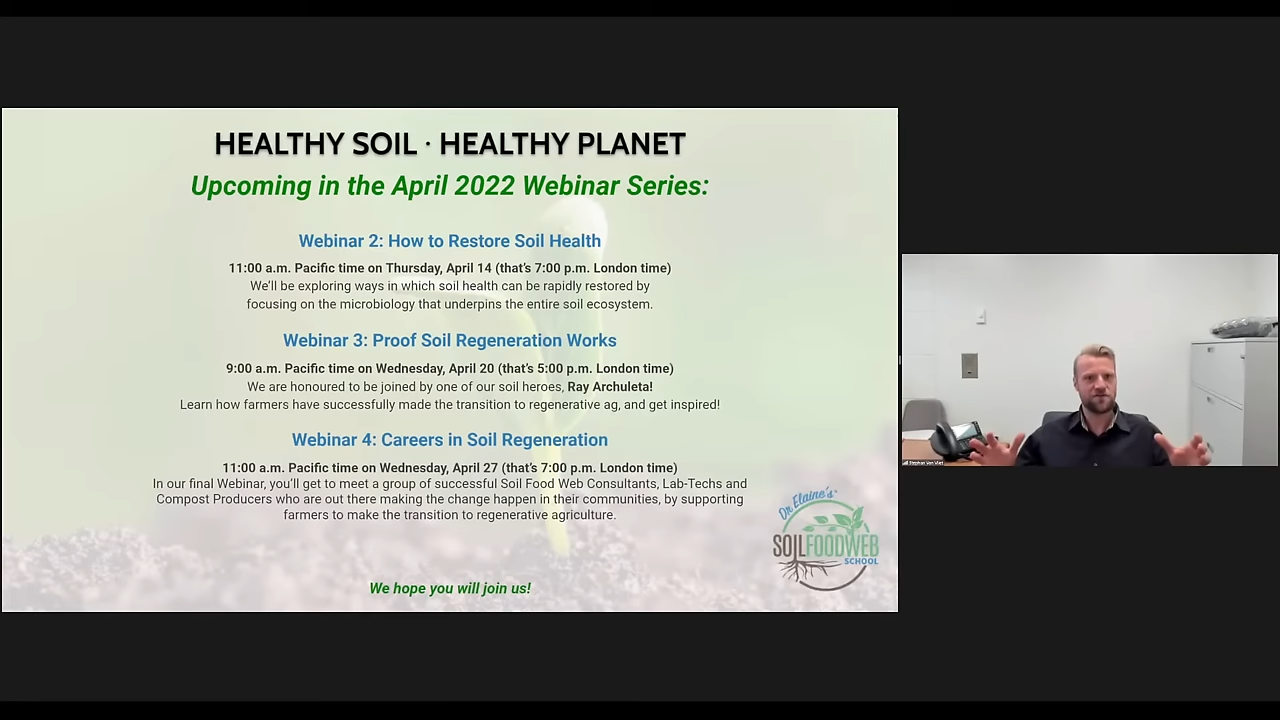 HEALTHY SOIL · HEALTHY PLANET
Upcoming in the April 2022 Webinar Series:
Webinar 2: How to Restore Soil Health
11:00 a.m. Pacific time on Thursday, April 14 (that's 7:00 p.m. London time)
We'll be exploring ways in which soil health can be rapidly restored by
focusing on the microbiology that underpins the entire soil ecosystem.
Webinar 3: Proof Soil Regeneration Works
9:00 a.m. Pacific time on Wednesday, April 20 (that's 5:00 p.m. London time)
We are honoured to be joined by one of our soil heroes, Ray Archuleta!
Learn how farmers have successfully made the transition to regenerative ag, and get inspired!
Webinar 4: Careers in Soil Regeneration
11:00 a.m. Pacific time on Wednesday, April 27 (that's 7:00 p.m. London time)
In our final Webinar, you'll get to meet a group of successful Soil Food Web Consultants, Lab-Techs and
Compost Producers who are out there making the change happen in their communities, by supporting
farmers to make the transition to regenerative agriculture.
We hope you will join us!
Dr Elaine's
SOILFOODWEB
SCHOOL
Stephan Van Vliet